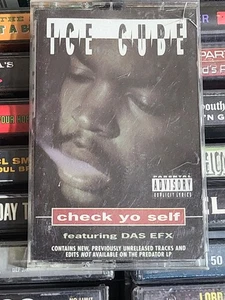 ICE CUBE
PARENTAL
ADVISORY
EXPLICIT LYRICS
check yo self
featuring DAS EFX
CONTAINS NEW, PREVIOUSLY UNRELEASED TRACKS AND
EDITS NOT AVAILABLE ON THE PREDATOR LP